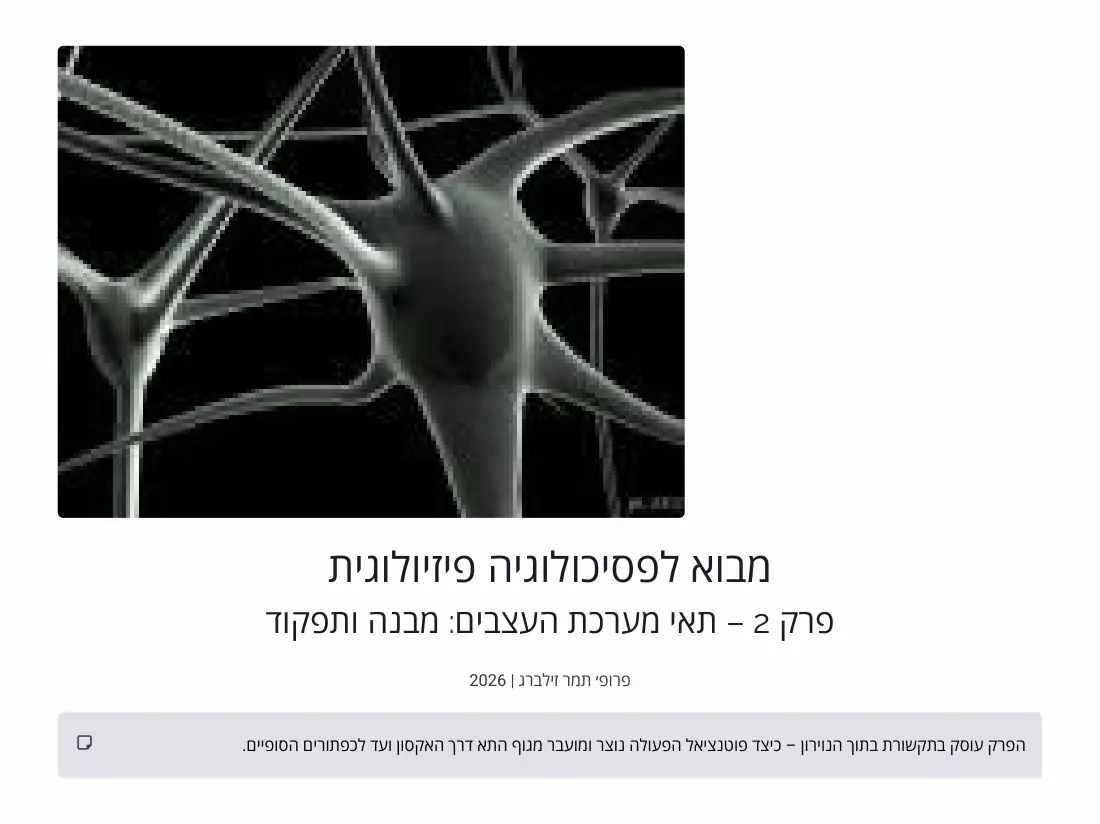 מבוא לפסיכולוגיה פיזיולוגית
פרק 2 – תאי מערכת העצבים: מבנה ותפקוד
פרופ׳ תמר זילברג | 2026
הפרק עוסק בתקשורת בתוך הנוירון – כיצד פוטנציאל הפעולה נוצר ומועבר מגוף התא דרך האקסון ועד לכפתורים הסופיים.